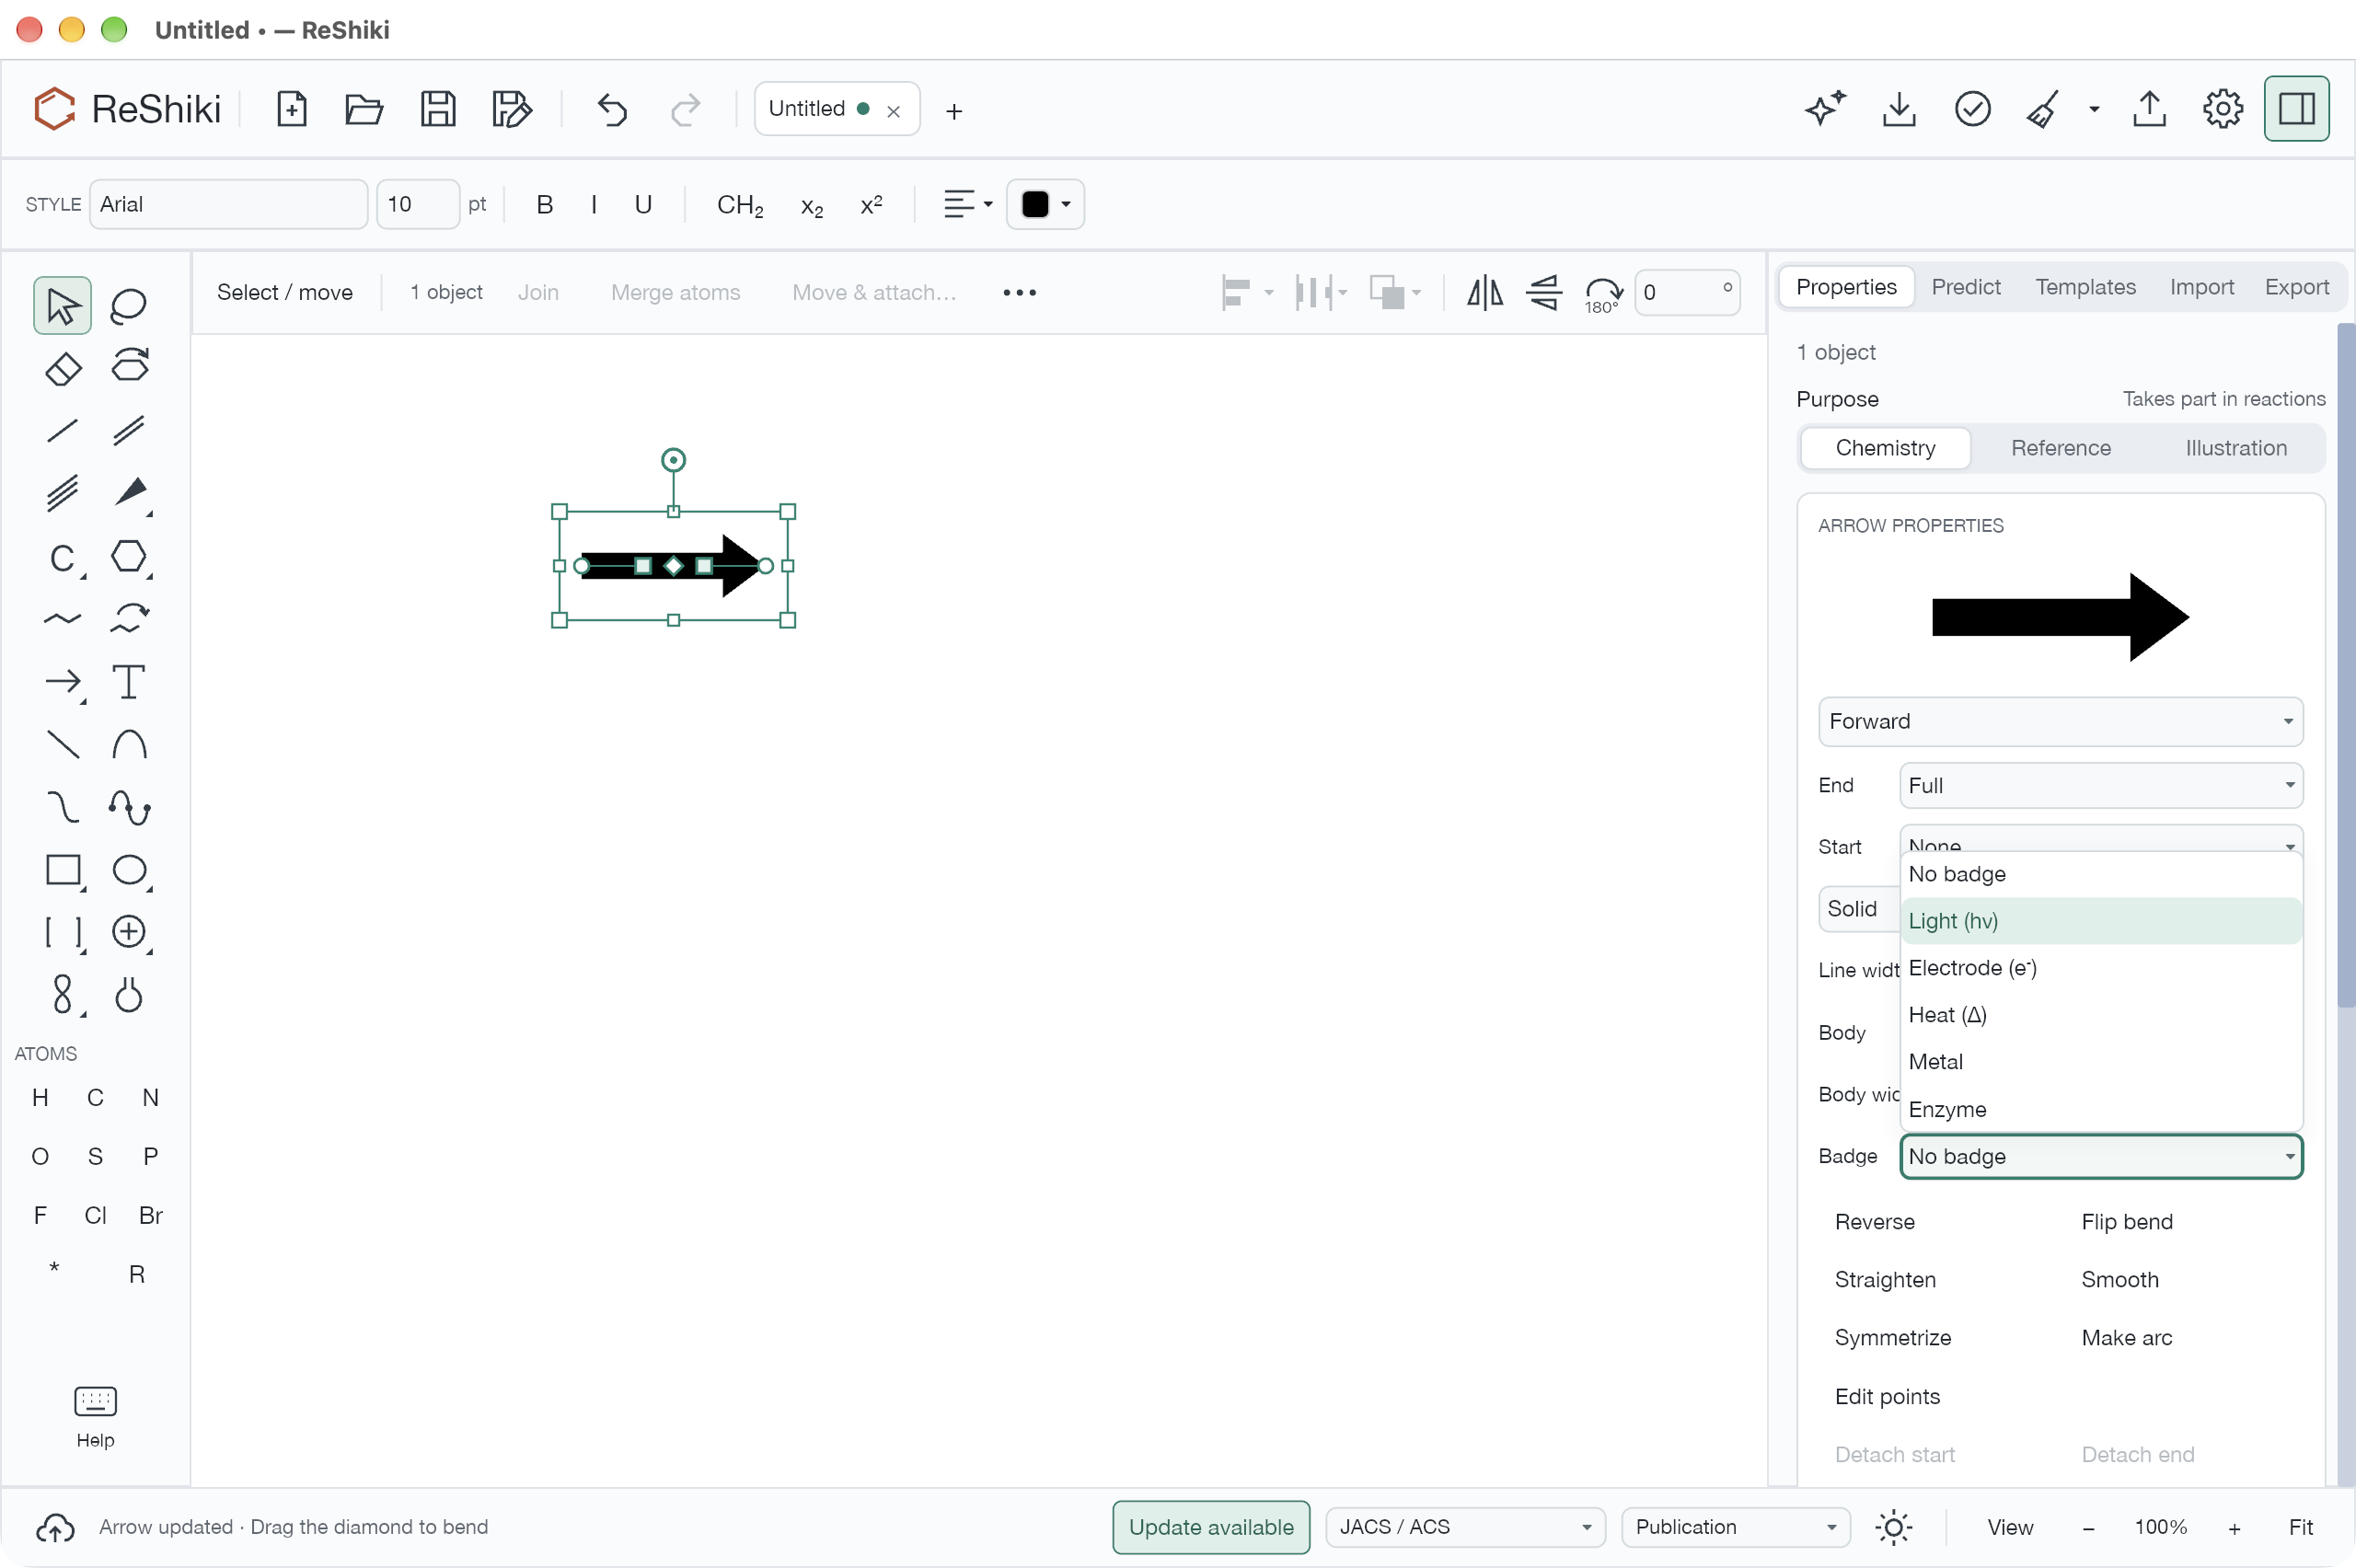 Untitled • — ReShiki
ReShiki
Untitled
STYLE Arial 10 pt B I U CH₂ x₂ x²
Select / move 1 object Join Merge atoms Move & attach... 180° 0 °
Properties Predict Templates Import Export
1 object
Purpose Takes part in reactions
Chemistry Reference Illustration
ARROW PROPERTIES
Forward
End Full
Start None
No badge
Solid
Light (hv)
Line widt
Electrode (e⁻)
Heat (Δ)
Body
Metal
Body wid
Enzyme
Badge No badge
Reverse Flip bend
Straighten Smooth
Symmetrize Make arc
Edit points
Detach start Detach end
C
T
ATOMS
H C N
O S P
F Cl Br
* R
Help
Arrow updated · Drag the diamond to bend
Update available JACS / ACS Publication View − 100% + Fit